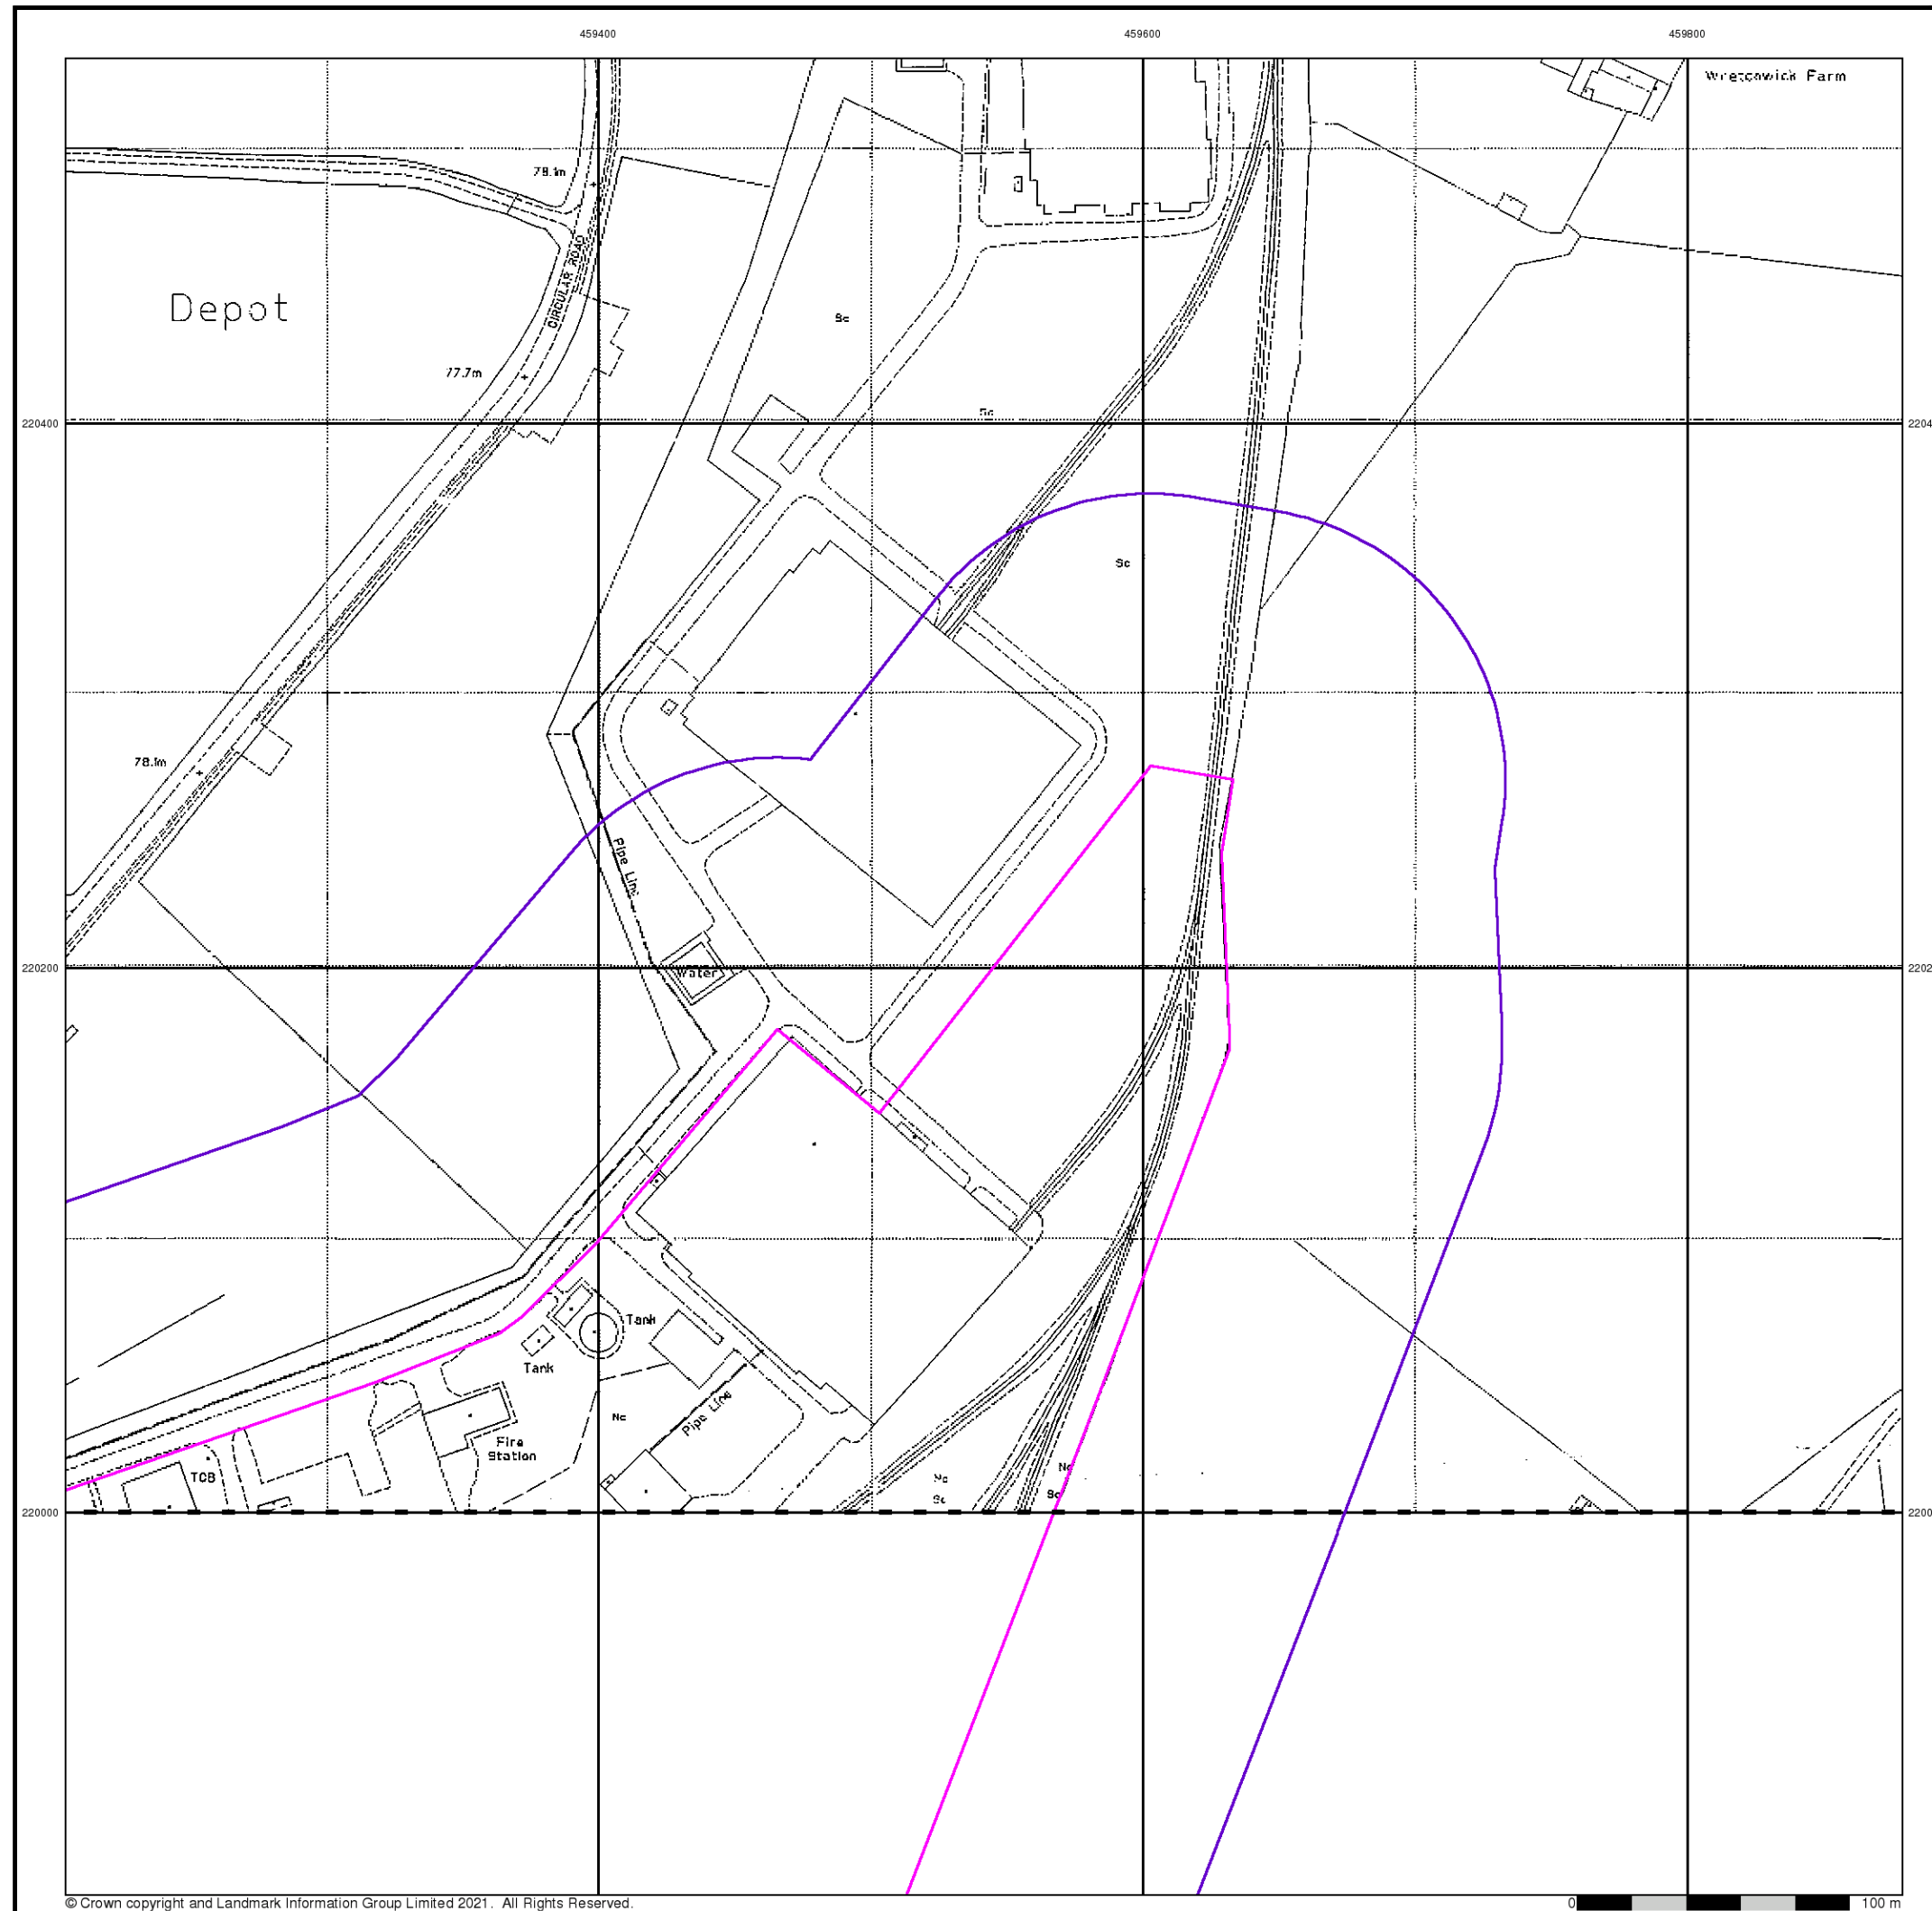 459400 459600 459800
Wretchwick Farm
79.1m
CIRCULAR ROAD
Depot
Sc
77.7m
Sc
220400
Sc
78.1m
Pipe Line
220200
Water
Tank
Tank
Nc
Pipe Line
Fire
Station
TCB
Nc
Sc
Nc
Sc
220000
© Crown copyright and Landmark Information Group Limited 2021. All Rights Reserved.
0 100 m